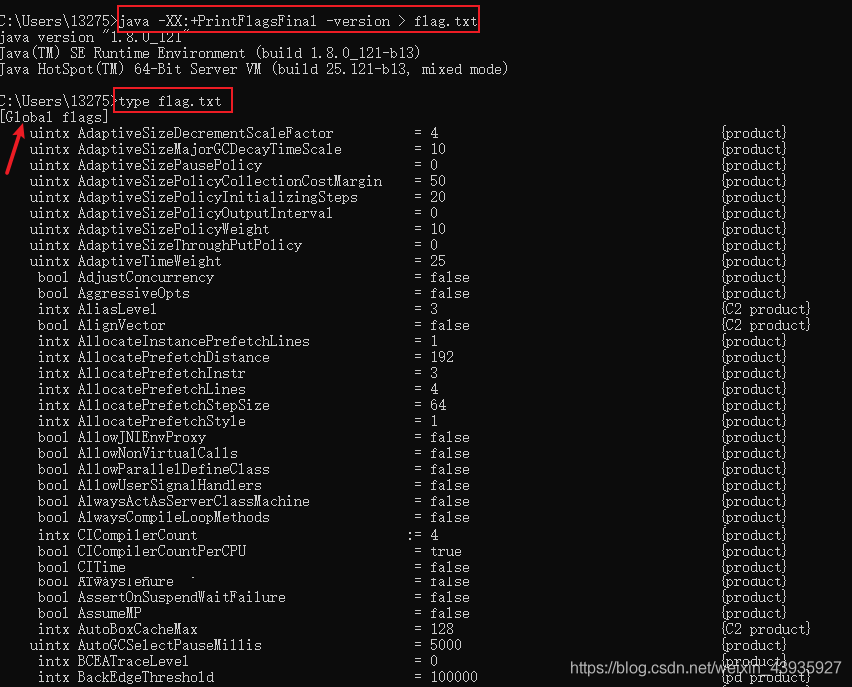 C:\Users\13275>java -XX:+PrintFlagsFinal -version > flag.txt
java version "1.8.0_121"
Java(TM) SE Runtime Environment (build 1.8.0_121-b13)
Java HotSpot(TM) 64-Bit Server VM (build 25.121-b13, mixed mode)
C:\Users\13275>type flag.txt
[Global flags]
uintx AdaptiveSizeDecrementScaleFactor = 4 {product}
uintx AdaptiveSizeMajorGCDecayTimeScale = 10 {product}
uintx AdaptiveSizePausePolicy = 0 {product}
uintx AdaptiveSizePolicyCollectionCostMargin = 50 {product}
uintx AdaptiveSizePolicyInitializingSteps = 20 {product}
uintx AdaptiveSizePolicyOutputInterval = 0 {product}
uintx AdaptiveSizePolicyWeight = 10 {product}
uintx AdaptiveSizeThroughPutPolicy = 0 {product}
uintx AdaptiveTimeWeight = 25 {product}
bool AdjustConcurrency = false {product}
bool AggressiveOpts = false {product}
intx AliasLevel = 3 {C2 product}
bool AlignVector = false {C2 product}
intx AllocateInstancePrefetchLines = 1 {product}
intx AllocatePrefetchDistance = 192 {product}
intx AllocatePrefetchInstr = 3 {product}
intx AllocatePrefetchLines = 4 {product}
intx AllocatePrefetchStepSize = 64 {product}
intx AllocatePrefetchStyle = 1 {product}
bool AllowJNIEnvProxy = false {product}
bool AllowNonVirtualCalls = false {product}
bool AllowParallelDefineClass = false {product}
bool AllowUserSignalHandlers = false {product}
bool AlwaysActAsServerClassMachine = false {product}
bool AlwaysCompileLoopMethods = false {product}
intx CICompilerCount := 4 {product}
bool CICompilerCountPerCPU = true {product}
bool CITime = false {product}
bool AlwaysTenure = false {product}
bool AssertOnSuspendWaitFailure = false {product}
bool AssumeMP = false {product}
intx AutoBoxCacheMax = 128 {C2 product}
uintx AutoGCSelectPauseMillis = 5000 {product}
intx BCEATraceLevel = 0 {product}
intx BackEdgeThreshold = 100000 {pd product}
https://blog.csdn.net/weixin_43935927